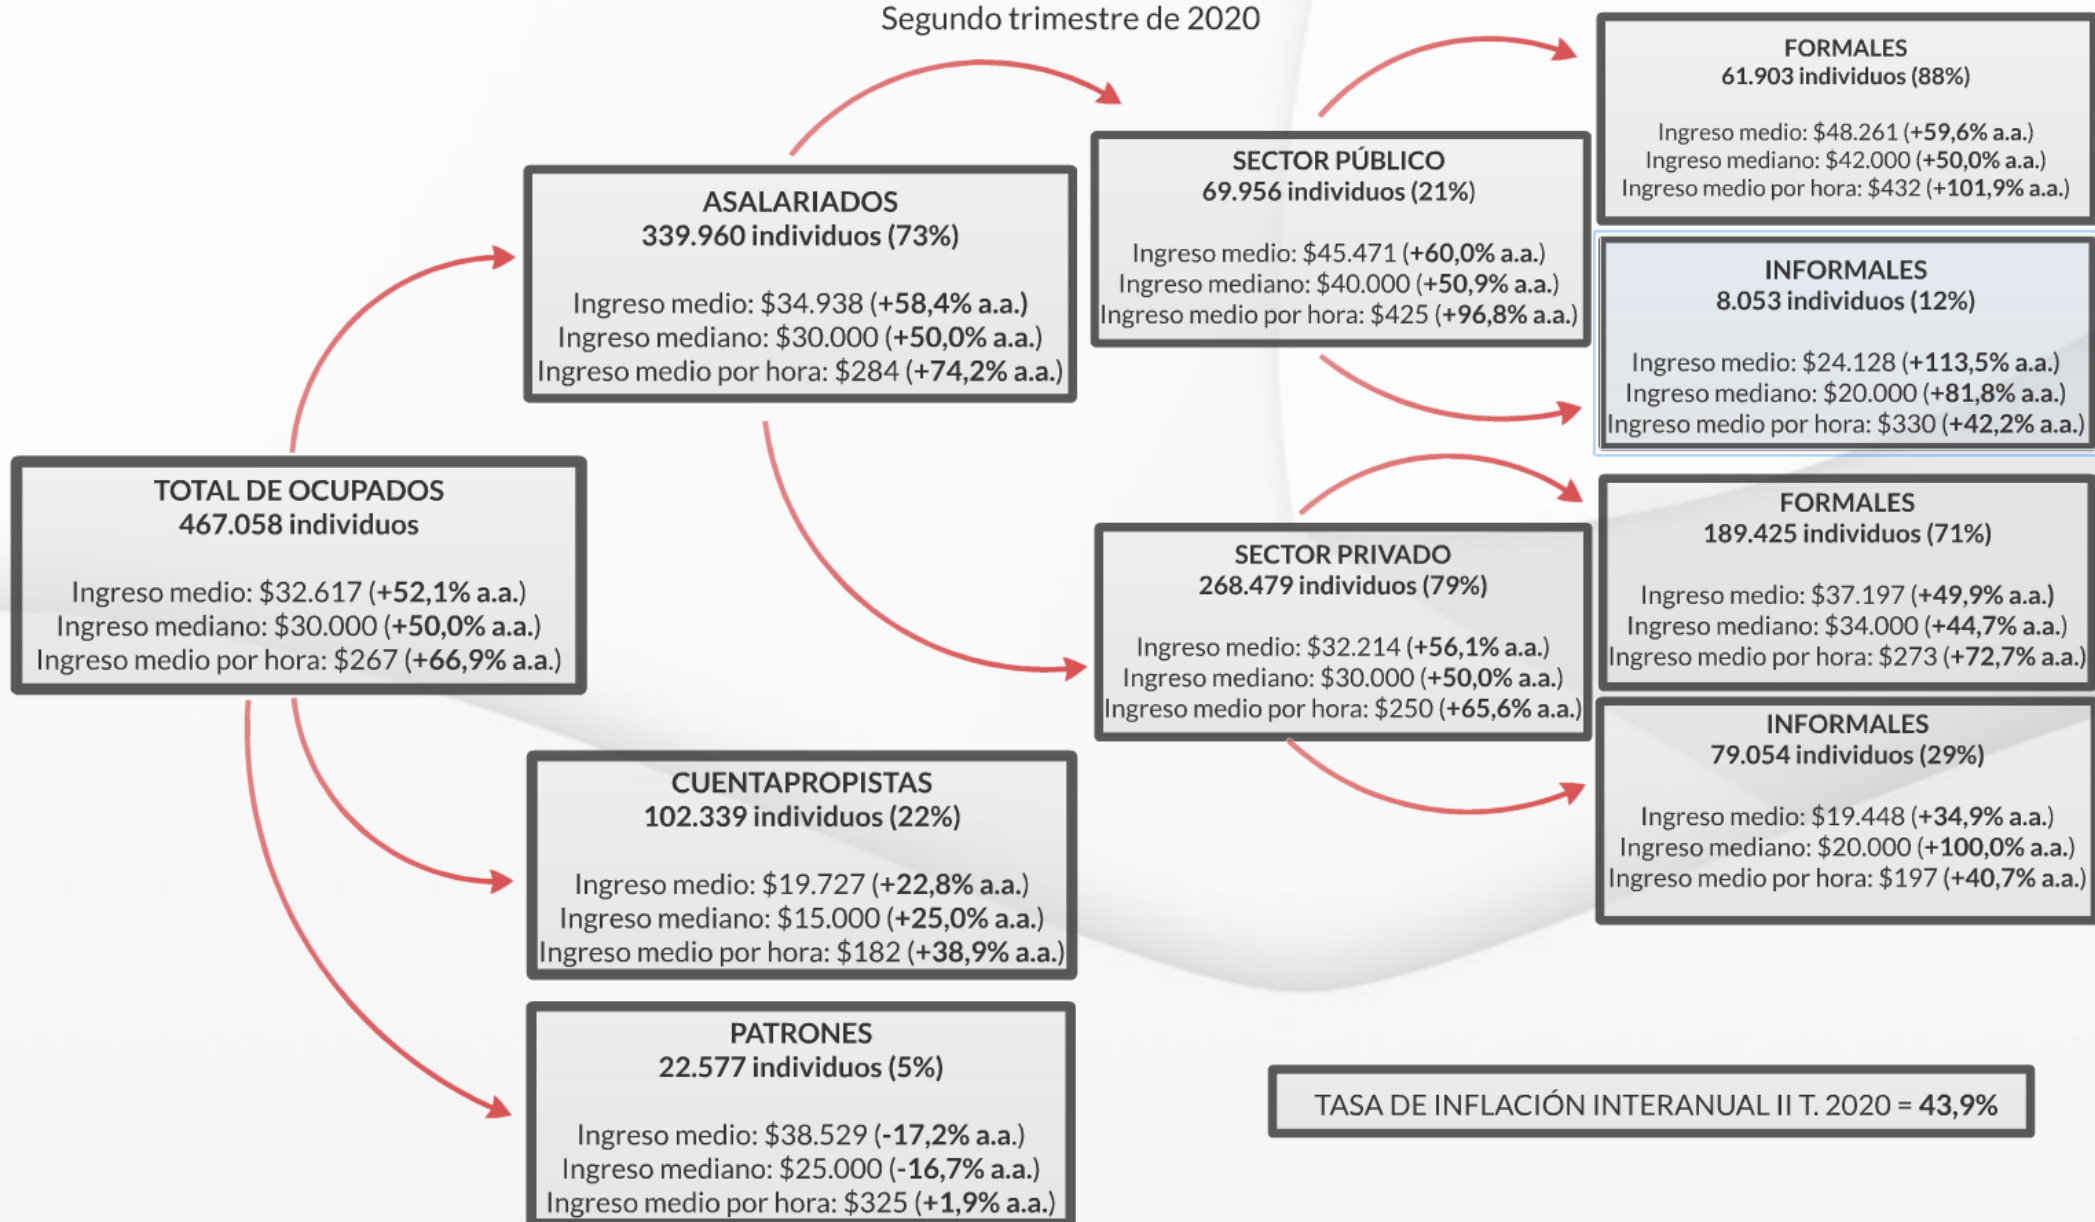 Segundo trimestre de 2020
TOTAL DE OCUPADOS
467.058 individuos
Ingreso medio: $32.617 (+52,1% a.a.)
Ingreso mediano: $30.000 (+50,0% a.a.)
Ingreso medio por hora: $267 (+66,9% a.a.)
ASALARIADOS
339.960 individuos (73%)
Ingreso medio: $34.938 (+58,4% a.a.)
Ingreso mediano: $30.000 (+50,0% a.a.)
Ingreso medio por hora: $284 (+74,2% a.a.)
CUENTAPROPISTAS
102.339 individuos (22%)
Ingreso medio: $19.727 (+22,8% a.a.)
Ingreso mediano: $15.000 (+25,0% a.a.)
Ingreso medio por hora: $182 (+38,9% a.a.)
PATRONES
22.577 individuos (5%)
Ingreso medio: $38.529 (-17,2% a.a.)
Ingreso mediano: $25.000 (-16,7% a.a.)
Ingreso medio por hora: $325 (+1,9% a.a.)
SECTOR PÚBLICO
69.956 individuos (21%)
Ingreso medio: $45.471 (+60,0% a.a.)
Ingreso mediano: $40.000 (+50,9% a.a.)
Ingreso medio por hora: $425 (+96,8% a.a.)
SECTOR PRIVADO
268.479 individuos (79%)
Ingreso medio: $32.214 (+56,1% a.a.)
Ingreso mediano: $30.000 (+50,0% a.a.)
Ingreso medio por hora: $250 (+65,6% a.a.)
FORMALES
61.903 individuos (88%)
Ingreso medio: $48.261 (+59,6% a.a.)
Ingreso mediano: $42.000 (+50,0% a.a.)
Ingreso medio por hora: $432 (+101,9% a.a.)
INFORMALES
8.053 individuos (12%)
Ingreso medio: $24.128 (+113,5% a.a.)
Ingreso mediano: $20.000 (+81,8% a.a.)
Ingreso medio por hora: $330 (+42,2% a.a.)
FORMALES
189.425 individuos (71%)
Ingreso medio: $37.197 (+49,9% a.a.)
Ingreso mediano: $34.000 (+44,7% a.a.)
Ingreso medio por hora: $273 (+72,7% a.a.)
INFORMALES
79.054 individuos (29%)
Ingreso medio: $19.448 (+34,9% a.a.)
Ingreso mediano: $20.000 (+100,0% a.a.)
Ingreso medio por hora: $197 (+40,7% a.a.)
TASA DE INFLACIÓN INTERANUAL II T. 2020 = 43,9%